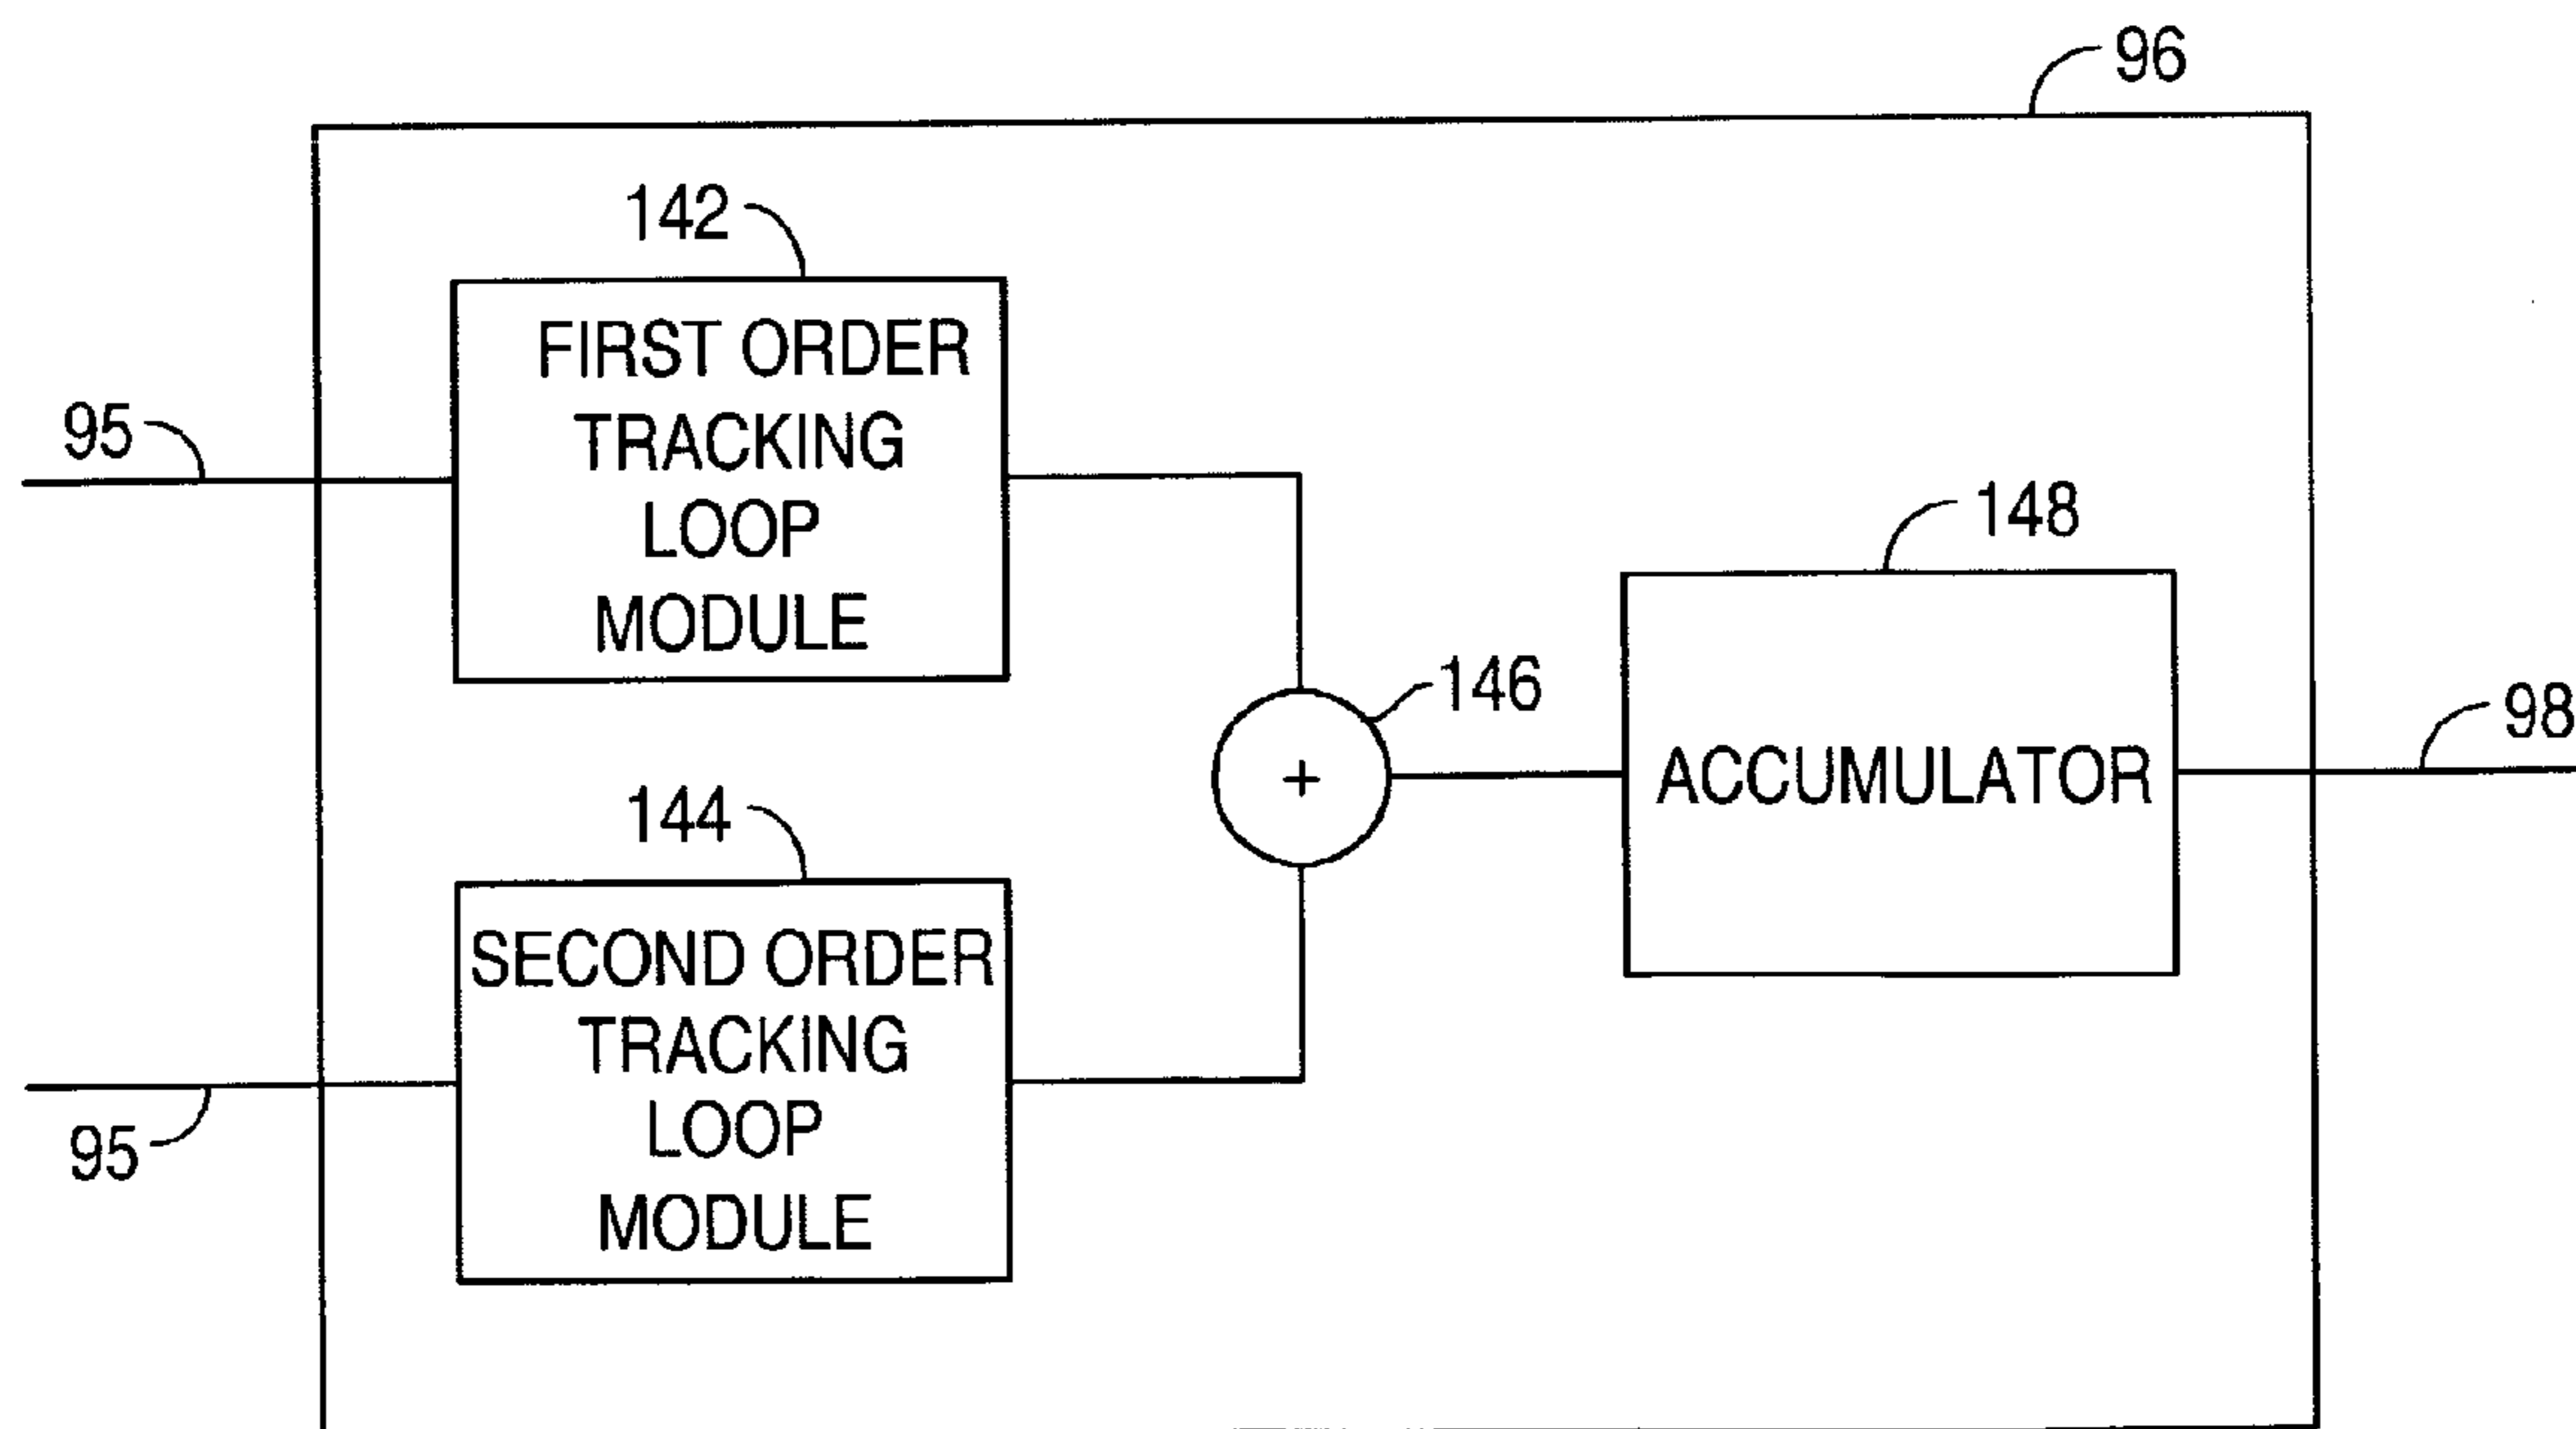 96
142
FIRST ORDER
TRACKING
LOOP
MODULE
95
148
146
98
+
ACCUMULATOR
144
SECOND ORDER
TRACKING
LOOP
MODULE
95